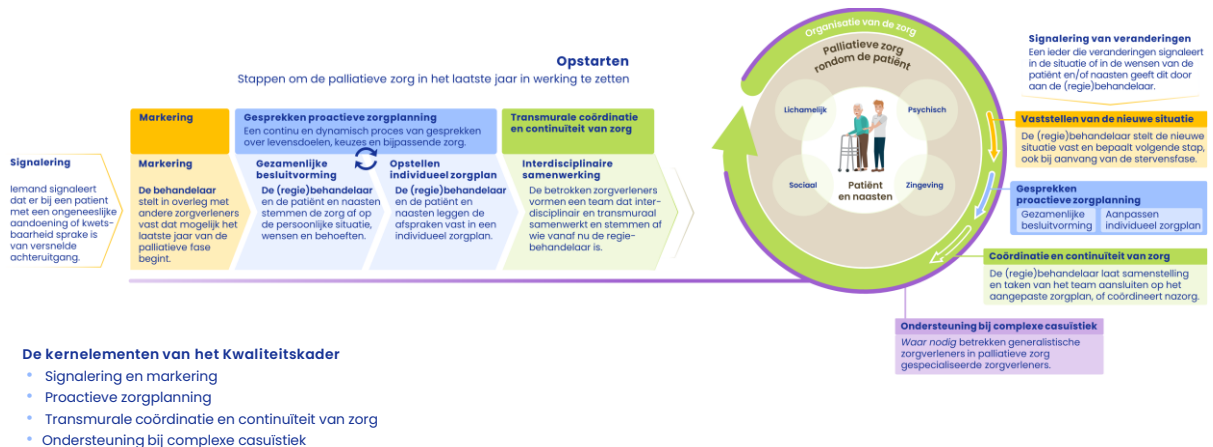 Opstarten
Stappen om de palliatieve zorg in het laatste jaar in werking te zetten
Signalering
Iemand signaleert
dat er bij een patient
met een ongeneeslijke
aandoening of kwets-
baarheid sprake is
van versnelde
achteruitgang.
Markering
Markering
De behandelaar
stelt in overleg met
andere zorgverleners
vast dat mogelijk het
laatste jaar van de
palliatieve fase
begint.
Gesprekken proactieve zorgplanning
Een continu en dynamisch proces van gesprekken
over levensdoelen, keuzes en bijpassende zorg.
Gezamenlijke
besluitvorming
De (regie)behandelaar
en de patiënt en naasten
stemmen de zorg af op
de persoonlijke situatie,
wensen en behoeften.
Opstellen
individueel zorgplan
De (regie)behandelaar
en de patiënt en
naasten leggen de
afspraken vast in een
individueel zorgplan.
Transmurale coördinatie
en continuïteit van zorg
Interdisciplinaire
samenwerking
De betrokken zorgverleners
vormen een team dat inter-
disciplinair en transmuraal
samenwerkt en stemmen af
wie vanaf nu de regie-
behandelaar is.
Organisatie van de zorg
Palliatieve zorg
rondom de patiënt
Lichamelijk
Psychisch
Sociaal
Zingeving
Patiënt
en naasten
Signalering van veranderingen
Een ieder die veranderingen signaleert
in de situatie of in de wensen van de
patiënt en/of naasten geeft dit door
aan de (regie)behandelaar.
Vaststellen van de nieuwe situatie
De (regie)behandelaar stelt de nieuwe
situatie vast en bepaalt volgende stap,
ook bij aanvang van de stervensfase.
Gesprekken
proactieve zorgplanning
Gezamenlijke
besluitvorming
Aanpassen
individueel zorgplan
Coördinatie en continuïteit van zorg
De (regie)behandelaar laat samenstelling
en taken van het team aansluiten op het
aangepaste zorgplan, of coördineert nazorg.
Ondersteuning bij complexe casuïstiek
Waar nodig betrekken generalistische
zorgverleners in palliatieve zorg
gespecialiseerde zorgverleners.
De kernelementen van het Kwaliteitskader
• Signalering en markering
• Proactieve zorgplanning
• Transmurale coördinatie en continuïteit van zorg
• Ondersteuning bij complexe casuïstiek